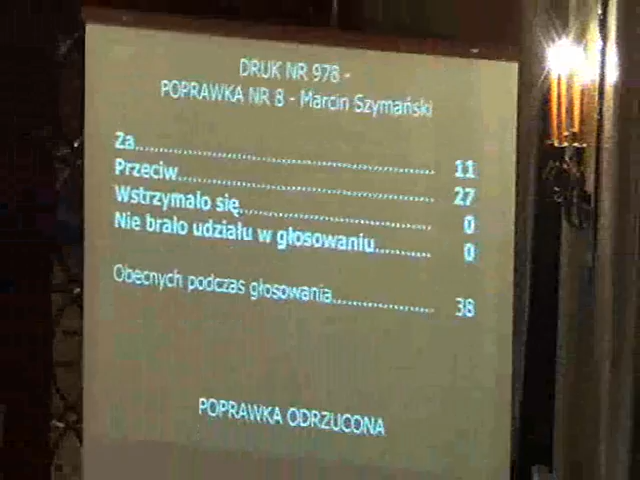 DRUK NR 978 -
POPRAWKA NR 8 - Marcin Szymański
Za.................................................. 11
Przeciw........................................... 27
Wstrzymało się................................ 0
Nie brało udziału w głosowaniu......... 0
Obecnych podczas głosowania................ 38
POPRAWKA ODRZUCONA